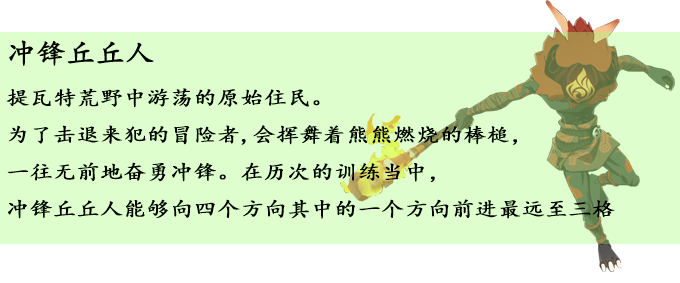 冲锋丘丘人
提瓦特荒野中游荡的原始住民。
为了击退来犯的冒险者,会挥舞着熊熊燃烧的棒槌，
一往无前地奋勇冲锋。在历次的训练当中，
冲锋丘丘人能够向四个方向其中的一个方向前进最远至三格